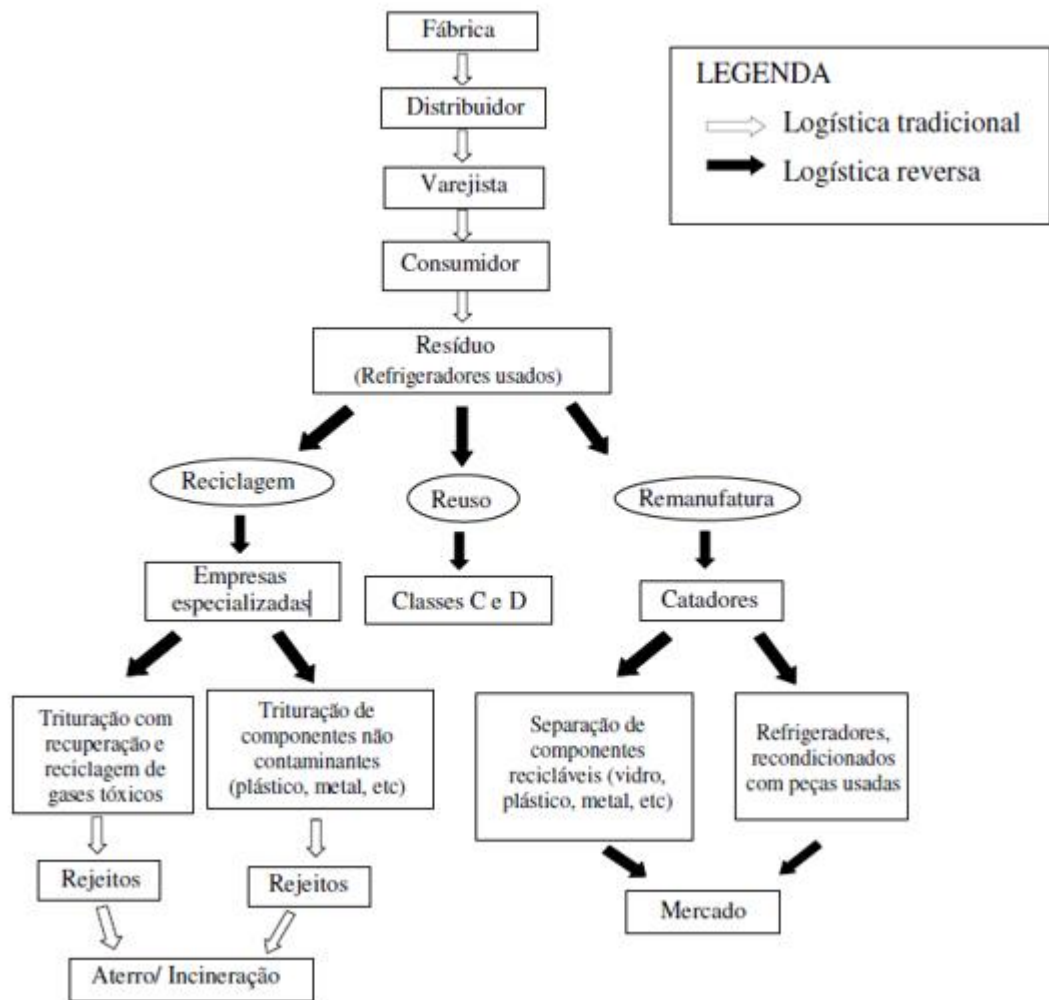 Fábrica
LEGENDA
Logística tradicional
Logística reversa
Distribuidor
Varejista
Consumidor
Resíduo
(Refrigeradores usados)
Reciclagem
Reuso
Remanufatura
Empresas
especializadas
Classes C e D
Catadores
Trituração com
recuperação e
reciclagem de
gases tóxicos
Trituração de
componentes não
contaminantes
(plástico, metal, etc)
Separação de
componentes
recicláveis (vidro,
plástico, metal, etc)
Refrigeradores,
recondicionados
com peças usadas
Rejeitos
Rejeitos
Mercado
Aterro/ Incineração